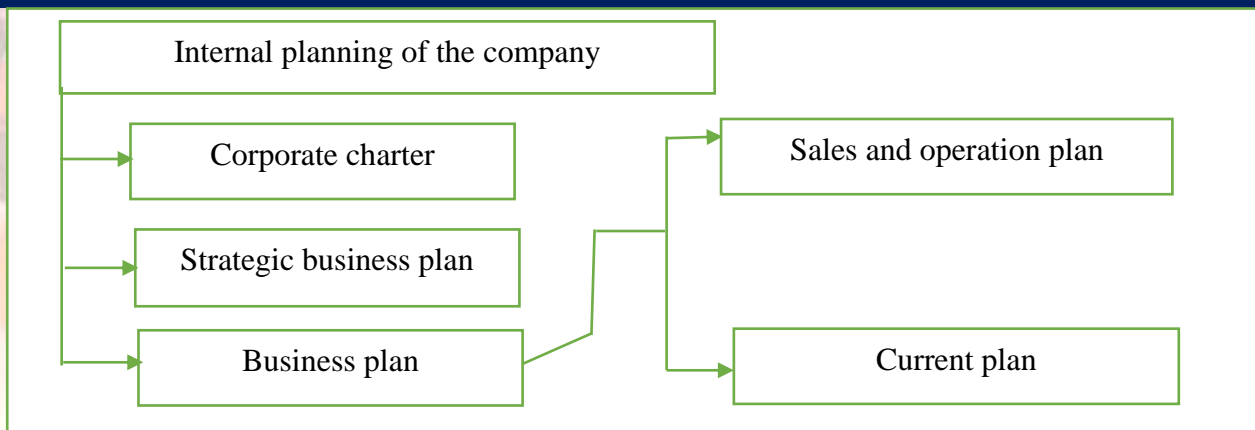 Internal planning of the company
Corporate charter
Strategic business plan
Business plan
Sales and operation plan
Current plan